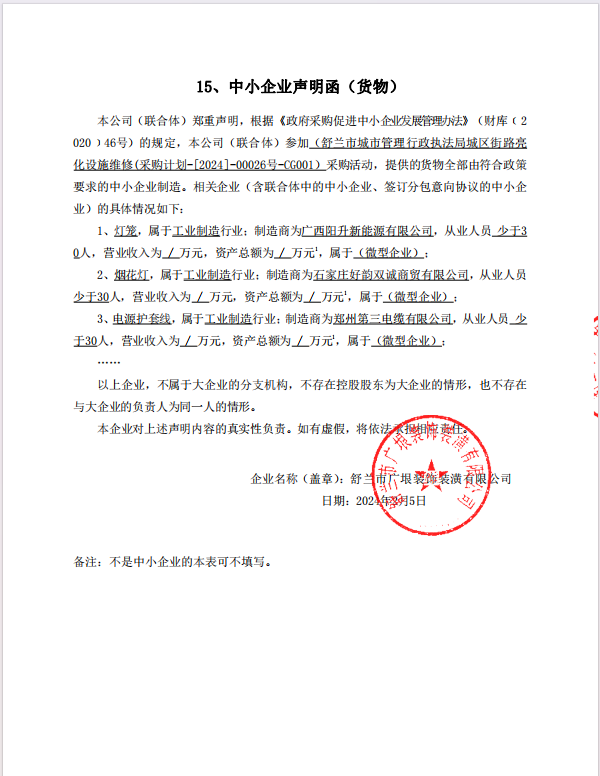 15、中小企业声明函（货物）
本公司（联合体）郑重声明，根据《政府采购促进中小企业发展管理办法》（财库﹝2
020﹞46号）的规定，本公司（联合体）参加（舒兰市城市管理行政执法局城区街路亮
化设施维修(采购计划-[2024]-00026号-CG001）采购活动，提供的货物全部由符合政策
要求的中小企业制造。相关企业（含联合体中的中小企业、签订分包意向协议的中小企
业）的具体情况如下：
1、灯笼，属于工业制造行业；制造商为广西阳升新能源有限公司，从业人员 少于3
0人，营业收入为 / 万元，资产总额为 / 万元¹，属于（微型企业）；
2、烟花灯，属于工业制造行业；制造商为石家庄好韵双诚商贸有限公司，从业人员
少于30人，营业收入为 / 万元，资产总额为 / 万元¹，属于（微型企业）；
3、电源护套线，属于工业制造行业；制造商为郑州第三电缆有限公司，从业人员 少
于30人，营业收入为 / 万元，资产总额为 / 万元¹，属于（微型企业）；
……
以上企业，不属于大企业的分支机构，不存在控股股东为大企业的情形，也不存在
与大企业的负责人为同一人的情形。
本企业对上述声明内容的真实性负责。如有虚假，将依法承担相应责任。
企业名称（盖章）：舒兰市广垠装饰装潢有限公司
日期：2024年3月5日
舒兰市广垠装饰装潢有限公司
备注：不是中小企业的本表可不填写。